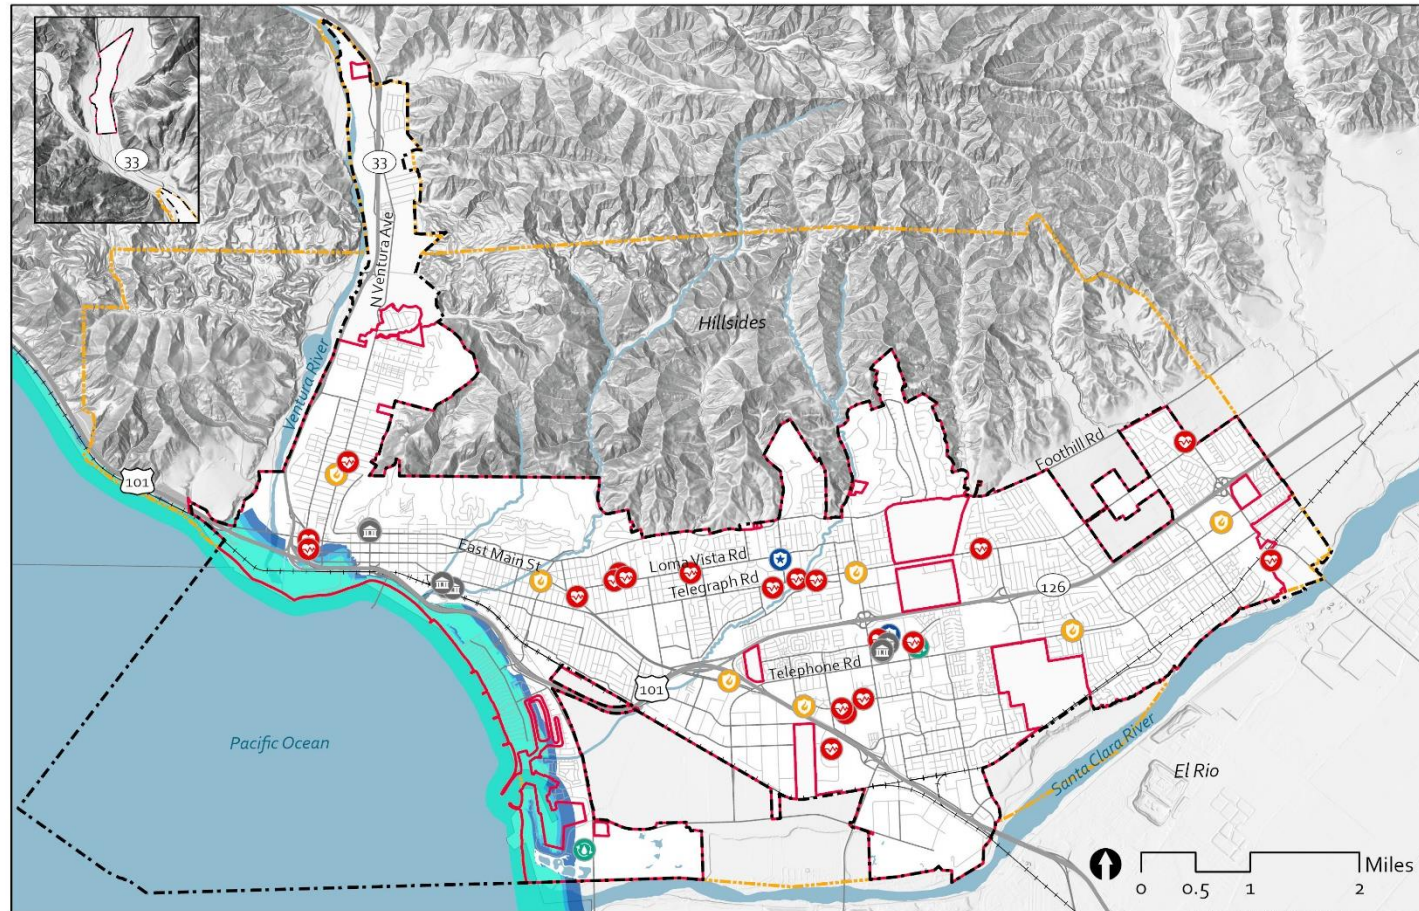 33
33
N Ventura Ave
Hillsides
Ventura River
101
Foothill Rd
East Main St
Loma Vista Rd
Telegraph Rd
126
Telephone Rd
101
Pacific Ocean
Santa Clara River
El Rio
Miles
0 0.5 1 2